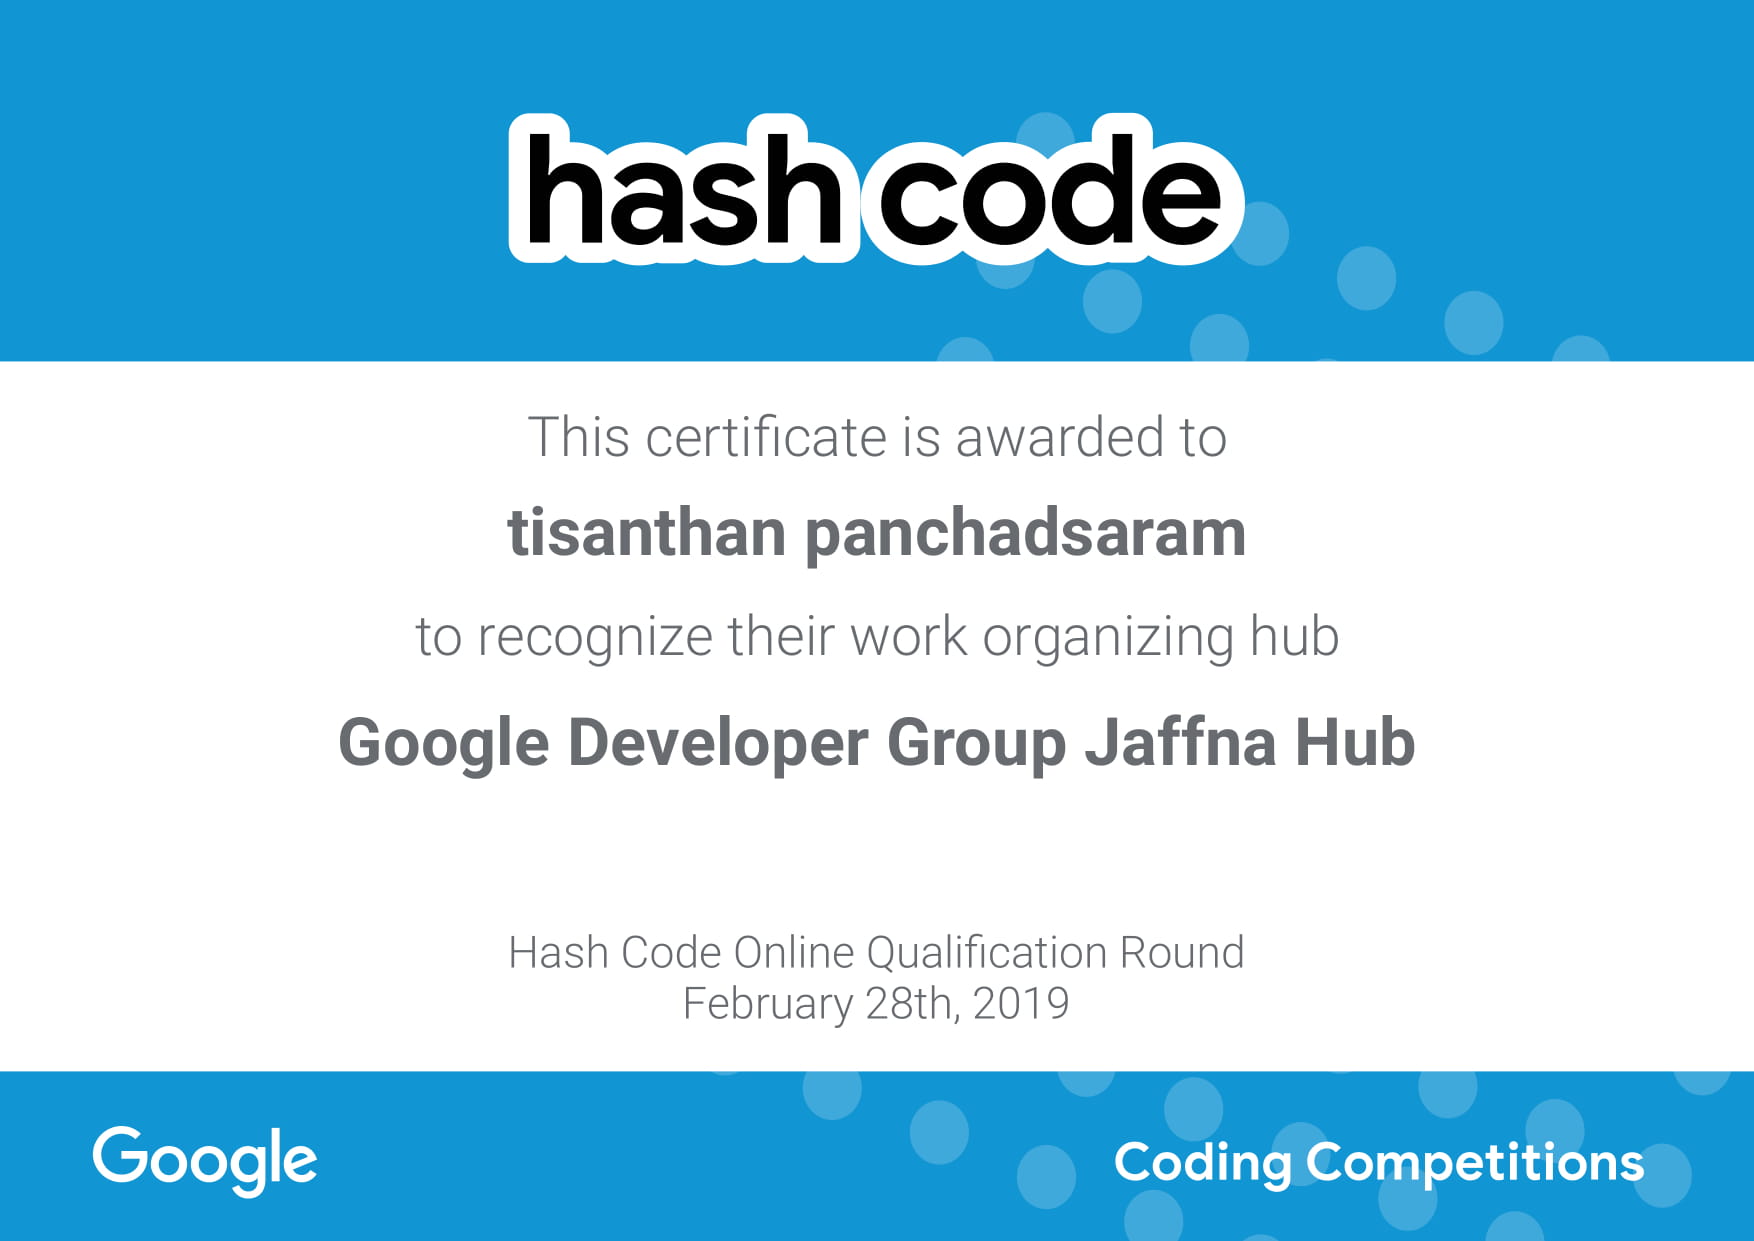 hash code
This certificate is awarded to
tisanthan panchadsaram
to recognize their work organizing hub
Google Developer Group Jaffna Hub
Hash Code Online Qualification Round
February 28th, 2019
Google
Coding Competitions